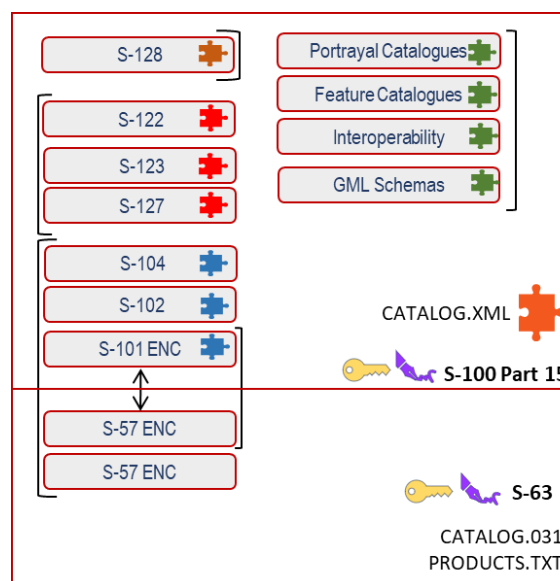 S-128
S-122
S-123
S-127
S-104
S-102
S-101 ENC
S-57 ENC
S-57 ENC
Portrayal Catalogues
Feature Catalogues
Interoperability
GML Schemas
CATALOG.XML
S-100 Part 15
S-63
CATALOG.031
PRODUCTS.TXT